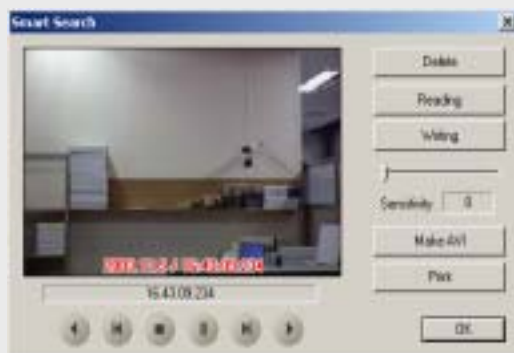 Smart Search
Delete
Reading
Writing
Sensitivity 0
Make AVI
16:43:09.234
Print
OK